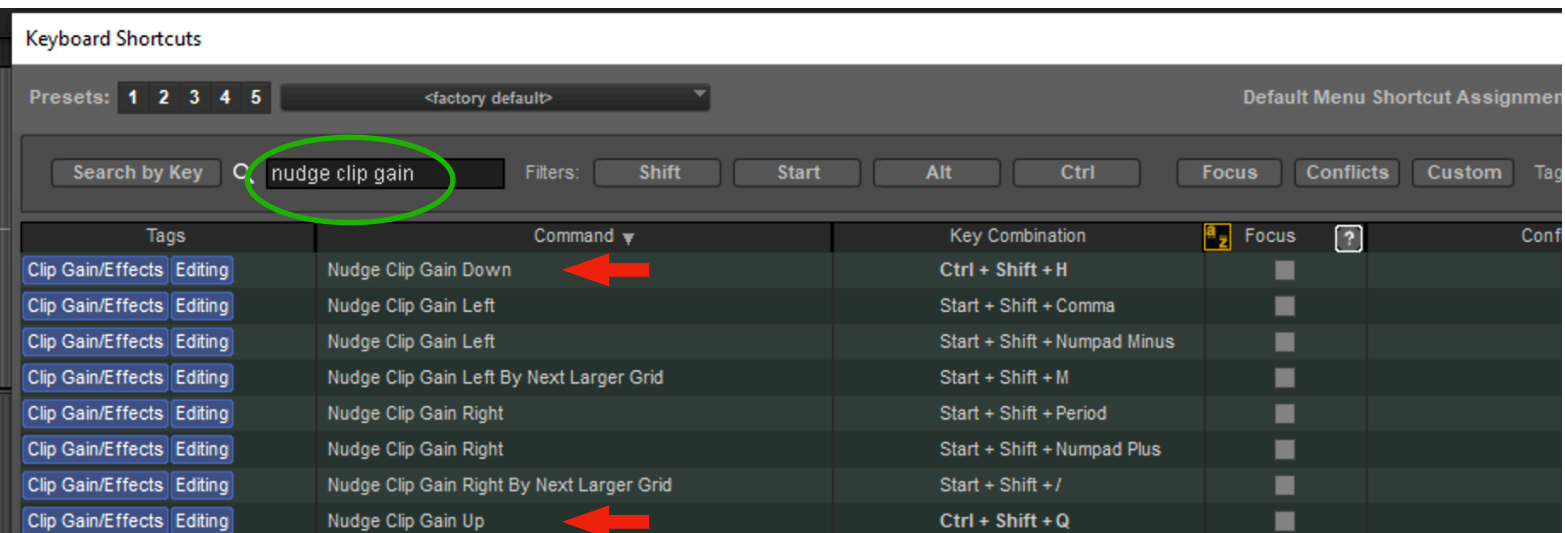 Keyboard Shortcuts
Presets: 1 2 3 4 5 <factory default> Default Menu Shortcut Assignmen
Search by Key nudge clip gain Filters: Shift Start Alt Ctrl Focus Conflicts Custom Tag
Tags Command Key Combination a z Focus ? Conf
Clip Gain/Effects Editing Nudge Clip Gain Down Ctrl + Shift + H
Clip Gain/Effects Editing Nudge Clip Gain Left Start + Shift + Comma
Clip Gain/Effects Editing Nudge Clip Gain Left Start + Shift + Numpad Minus
Clip Gain/Effects Editing Nudge Clip Gain Left By Next Larger Grid Start + Shift + M
Clip Gain/Effects Editing Nudge Clip Gain Right Start + Shift + Period
Clip Gain/Effects Editing Nudge Clip Gain Right Start + Shift + Numpad Plus
Clip Gain/Effects Editing Nudge Clip Gain Right By Next Larger Grid Start + Shift + /
Clip Gain/Effects Editing Nudge Clip Gain Up Ctrl + Shift + Q